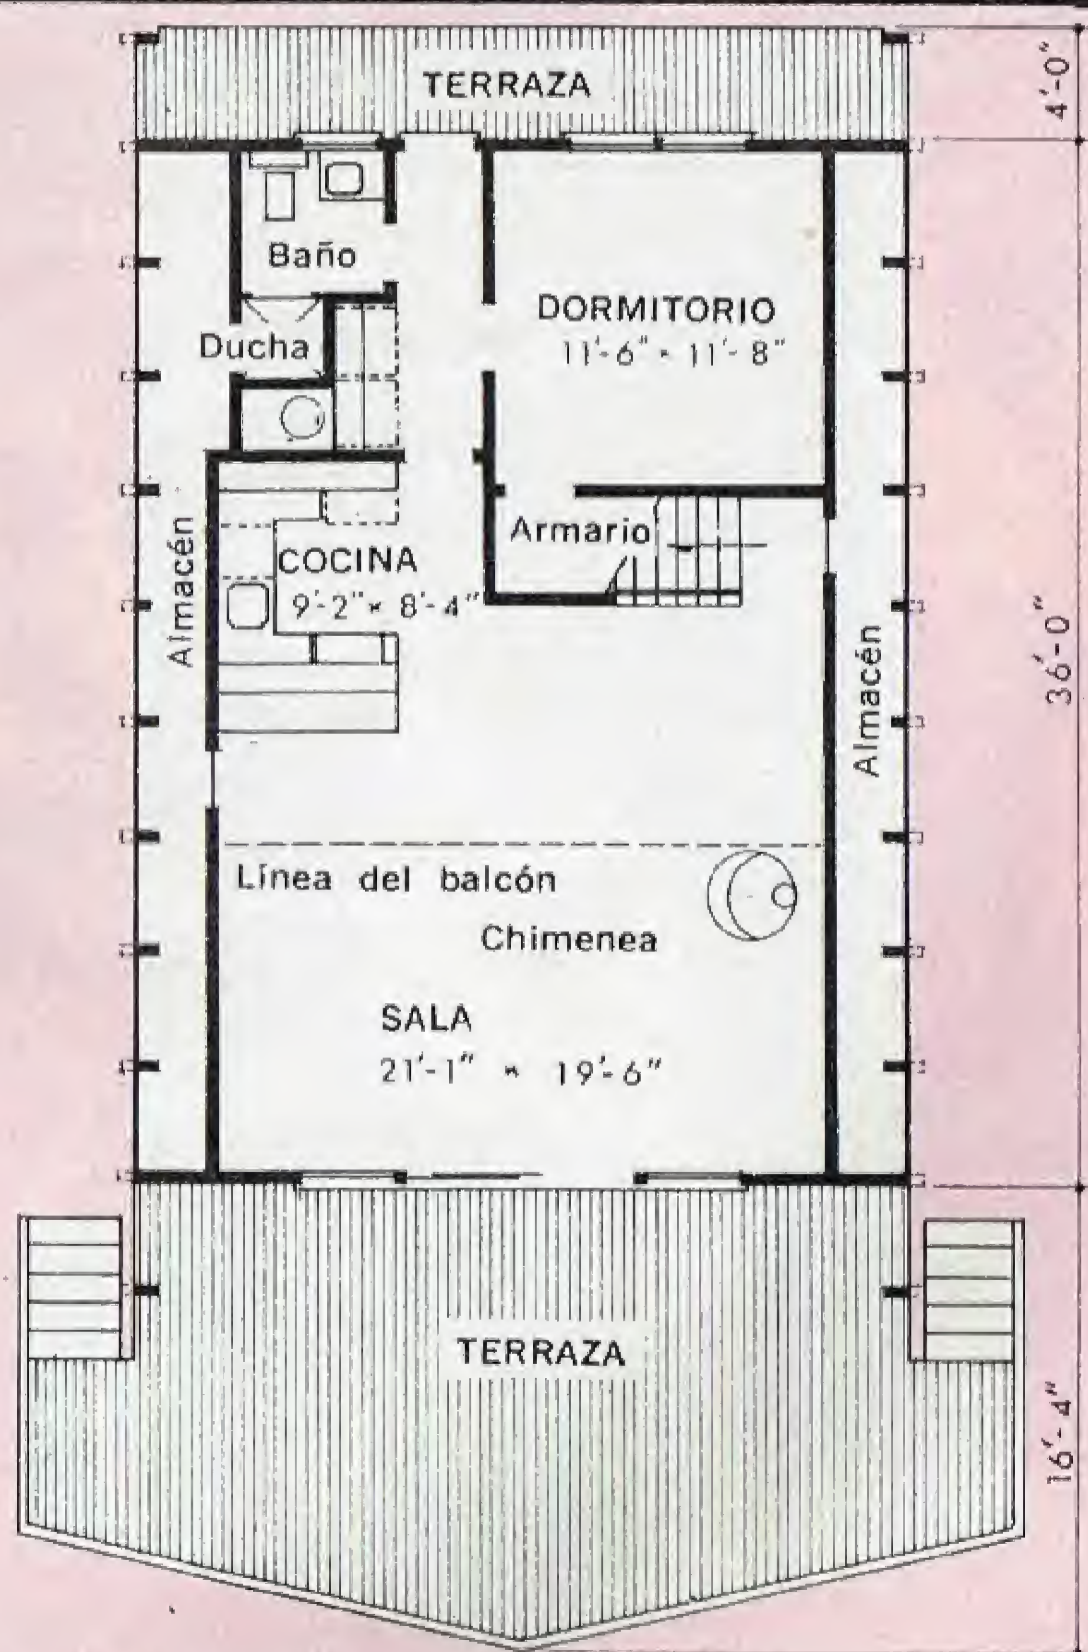 TERRAZA
4'-0"
Baño
DORMITORIO
11'-6" × 11'-8"
Ducha
Armario
Almacén
COCINA
9'-2" × 8'-4"
36'-0"
Almacén
Línea del balcón
Chimenea
SALA
21'-1" × 19'-6"
TERRAZA
16'-4"